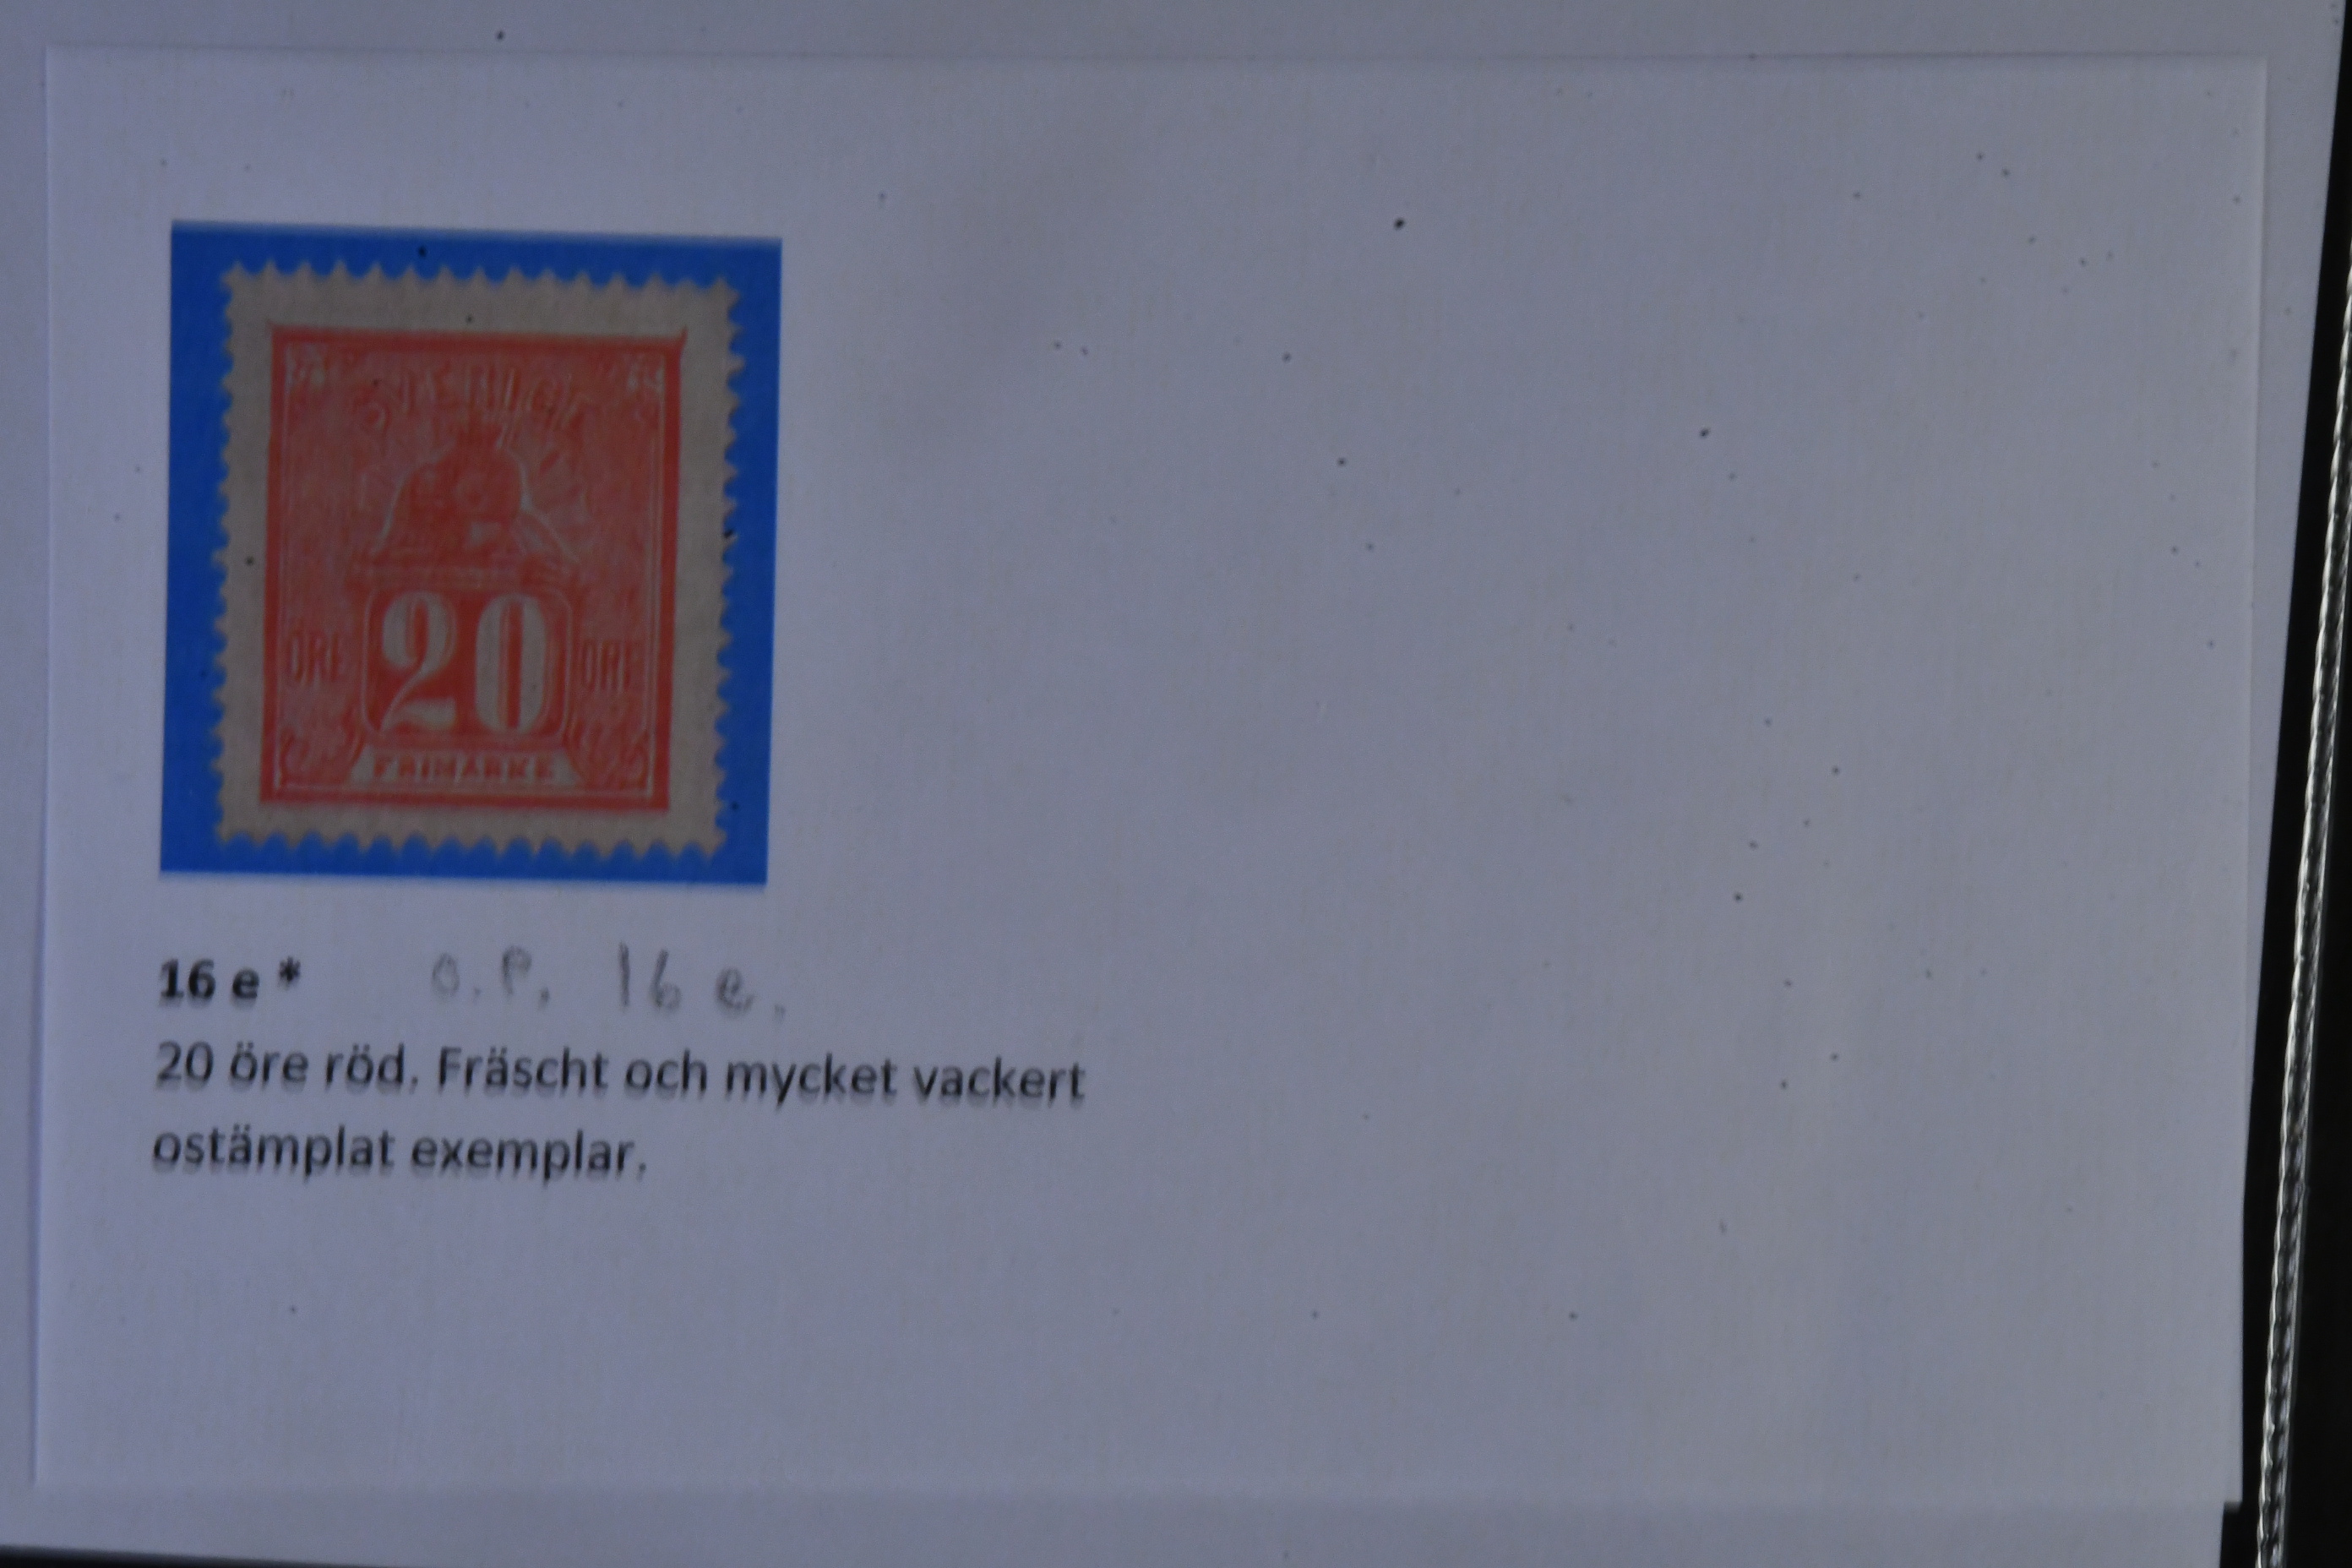 SVERIGE
ÖRE 20 ÖRE
FRIMÄRKE
16 e * o.p. 16 e.
20 öre röd. Fräscht och mycket vackert
ostämplat exemplar.